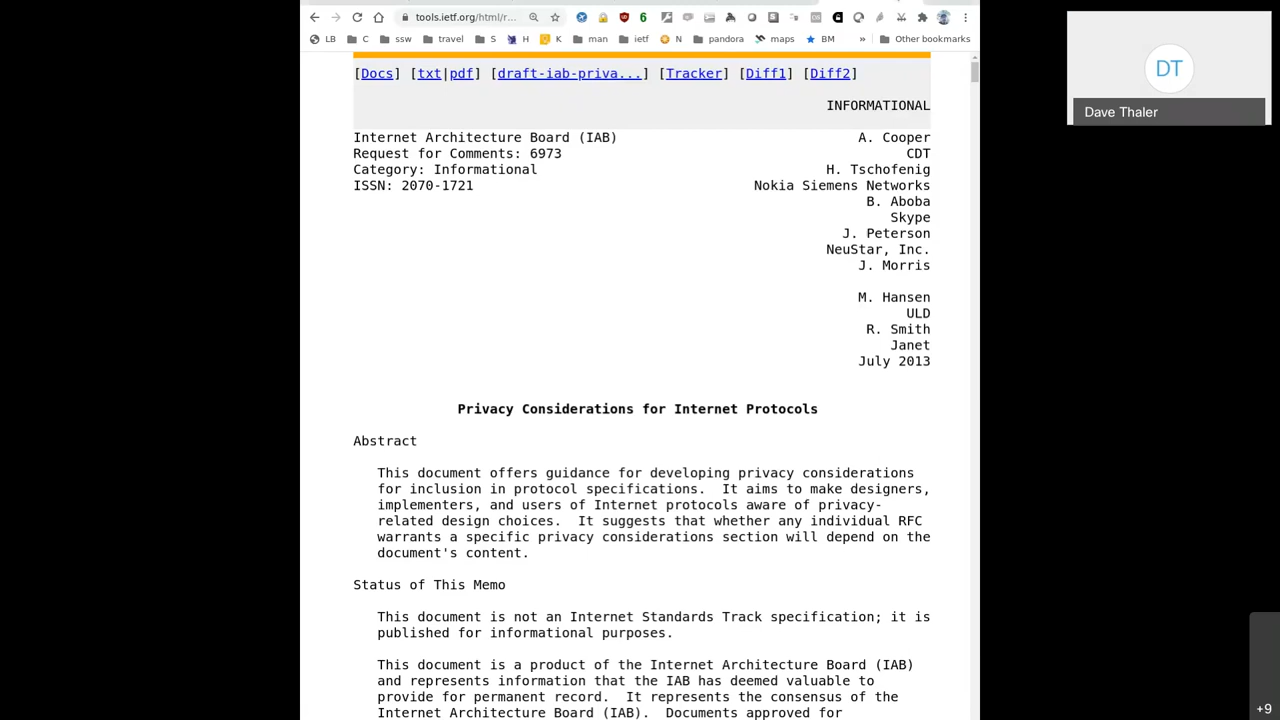 tools.ietf.org/html/r...
6
LB
C
ssw
travel
S
H
K
man
ietf
N
pandora
maps
BM
»
Other bookmarks
[Docs] [txt|pdf] [draft-iab-priva...] [Tracker] [Diff1] [Diff2]
INFORMATIONAL
Internet Architecture Board (IAB) A. Cooper
Request for Comments: 6973 CDT
Category: Informational H. Tschofenig
ISSN: 2070-1721 Nokia Siemens Networks
B. Aboba
Skype
J. Peterson
NeuStar, Inc.
J. Morris
M. Hansen
ULD
R. Smith
Janet
July 2013
Privacy Considerations for Internet Protocols
Abstract
This document offers guidance for developing privacy considerations
for inclusion in protocol specifications. It aims to make designers,
implementers, and users of Internet protocols aware of privacy-
related design choices. It suggests that whether any individual RFC
warrants a specific privacy considerations section will depend on the
document's content.
Status of This Memo
This document is not an Internet Standards Track specification; it is
published for informational purposes.
This document is a product of the Internet Architecture Board (IAB)
and represents information that the IAB has deemed valuable to
provide for permanent record. It represents the consensus of the
Internet Architecture Board (IAB). Documents approved for
DT
Dave Thaler
+9